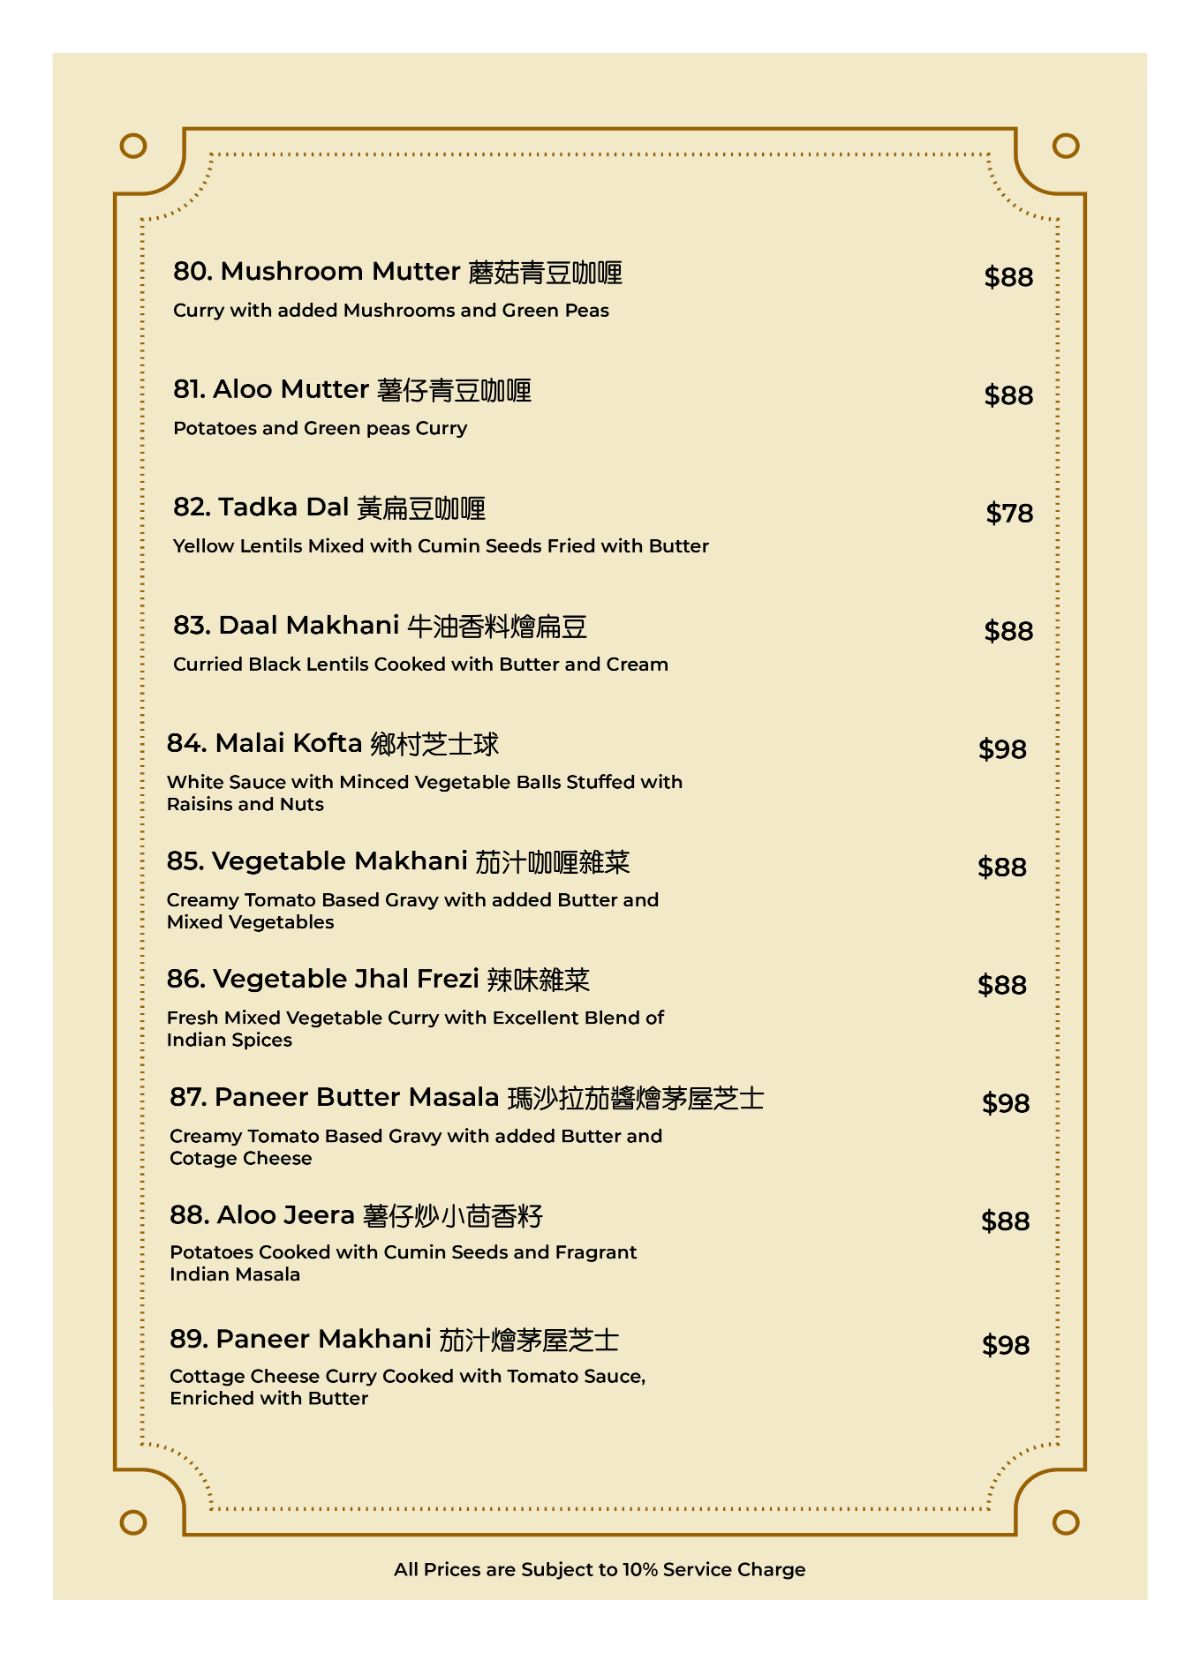 80. Mushroom Mutter 蘑菇青豆咖喱 $88
Curry with added Mushrooms and Green Peas
81. Aloo Mutter 薯仔青豆咖喱 $88
Potatoes and Green peas Curry
82. Tadka Dal 黃扁豆咖喱 $78
Yellow Lentils Mixed with Cumin Seeds Fried with Butter
83. Daal Makhani 牛油香料燴扁豆 $88
Curried Black Lentils Cooked with Butter and Cream
84. Malai Kofta 鄉村芝士球 $98
White Sauce with Minced Vegetable Balls Stuffed with
Raisins and Nuts
85. Vegetable Makhani 茄汁咖喱雜菜 $88
Creamy Tomato Based Gravy with added Butter and
Mixed Vegetables
86. Vegetable Jhal Frezi 辣味雜菜 $88
Fresh Mixed Vegetable Curry with Excellent Blend of
Indian Spices
87. Paneer Butter Masala 瑪沙拉茄醬燴茅屋芝士 $98
Creamy Tomato Based Gravy with added Butter and
Cotage Cheese
88. Aloo Jeera 薯仔炒小茴香籽 $88
Potatoes Cooked with Cumin Seeds and Fragrant
Indian Masala
89. Paneer Makhani 茄汁燴茅屋芝士 $98
Cottage Cheese Curry Cooked with Tomato Sauce,
Enriched with Butter
All Prices are Subject to 10% Service Charge